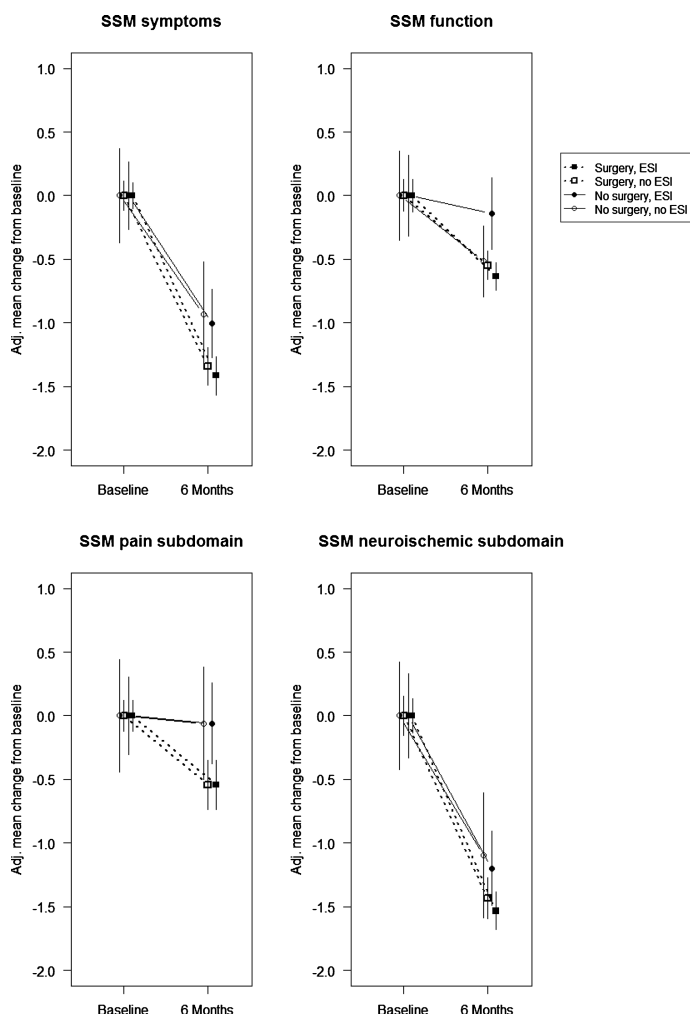 SSM symptoms
Adj. mean change from baseline
1.0
0.5
0.0
-0.5
-1.0
-1.5
-2.0
Baseline 6 Months
SSM function
Adj. mean change from baseline
1.0
0.5
0.0
-0.5
-1.0
-1.5
-2.0
Baseline 6 Months
Surgery, ESI
Surgery, no ESI
No surgery, ESI
No surgery, no ESI
SSM pain subdomain
Adj. mean change from baseline
1.0
0.5
0.0
-0.5
-1.0
-1.5
-2.0
Baseline 6 Months
SSM neuroischemic subdomain
Adj. mean change from baseline
1.0
0.5
0.0
-0.5
-1.0
-1.5
-2.0
Baseline 6 Months